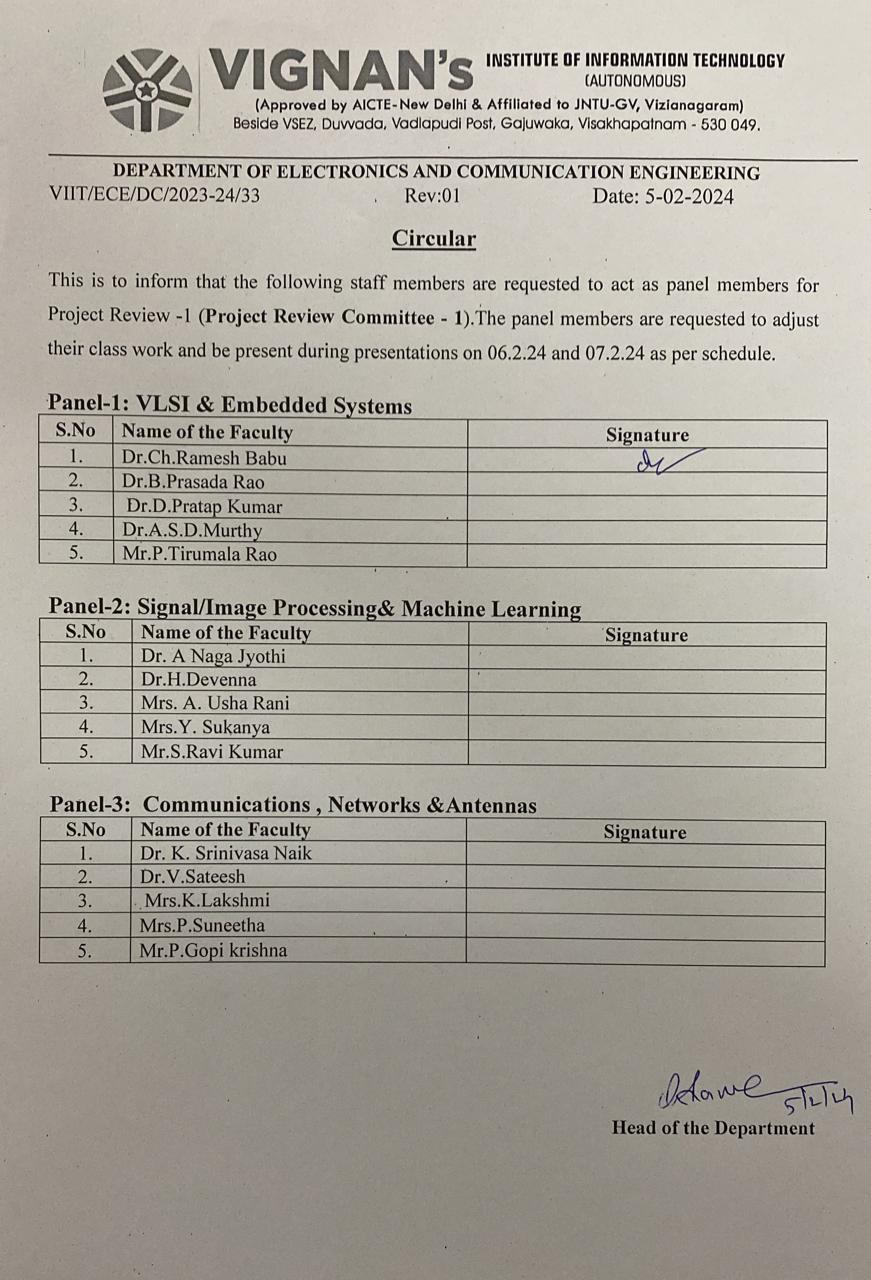 VIGNAN's INSTITUTE OF INFORMATION TECHNOLOGY
(AUTONOMOUS)
(Approved by AICTE-New Delhi & Affiliated to JNTU-GV, Vizianagaram)
Beside VSEZ, Duvvada, Vadlapudi Post, Gajuwaka, Visakhapatnam - 530 049.
DEPARTMENT OF ELECTRONICS AND COMMUNICATION ENGINEERING
VIIT/ECE/DC/2023-24/33 Rev:01 Date: 5-02-2024
Circular
This is to inform that the following staff members are requested to act as panel members for
Project Review -1 (Project Review Committee - 1).The panel members are requested to adjust
their class work and be present during presentations on 06.2.24 and 07.2.24 as per schedule.
Panel-1: VLSI & Embedded Systems
S.No Name of the Faculty Signature
1. Dr.Ch.Ramesh Babu
2. Dr.B.Prasada Rao
3. Dr.D.Pratap Kumar
4. Dr.A.S.D.Murthy
5. Mr.P.Tirumala Rao
Panel-2: Signal/Image Processing& Machine Learning
S.No Name of the Faculty Signature
1. Dr. A Naga Jyothi
2. Dr.H.Devenna
3. Mrs. A. Usha Rani
4. Mrs.Y. Sukanya
5. Mr.S.Ravi Kumar
Panel-3: Communications , Networks &Antennas
S.No Name of the Faculty Signature
1. Dr. K. Srinivasa Naik
2. Dr.V.Sateesh
3. Mrs.K.Lakshmi
4. Mrs.P.Suneetha
5. Mr.P.Gopi krishna
5/2/24
Head of the Department